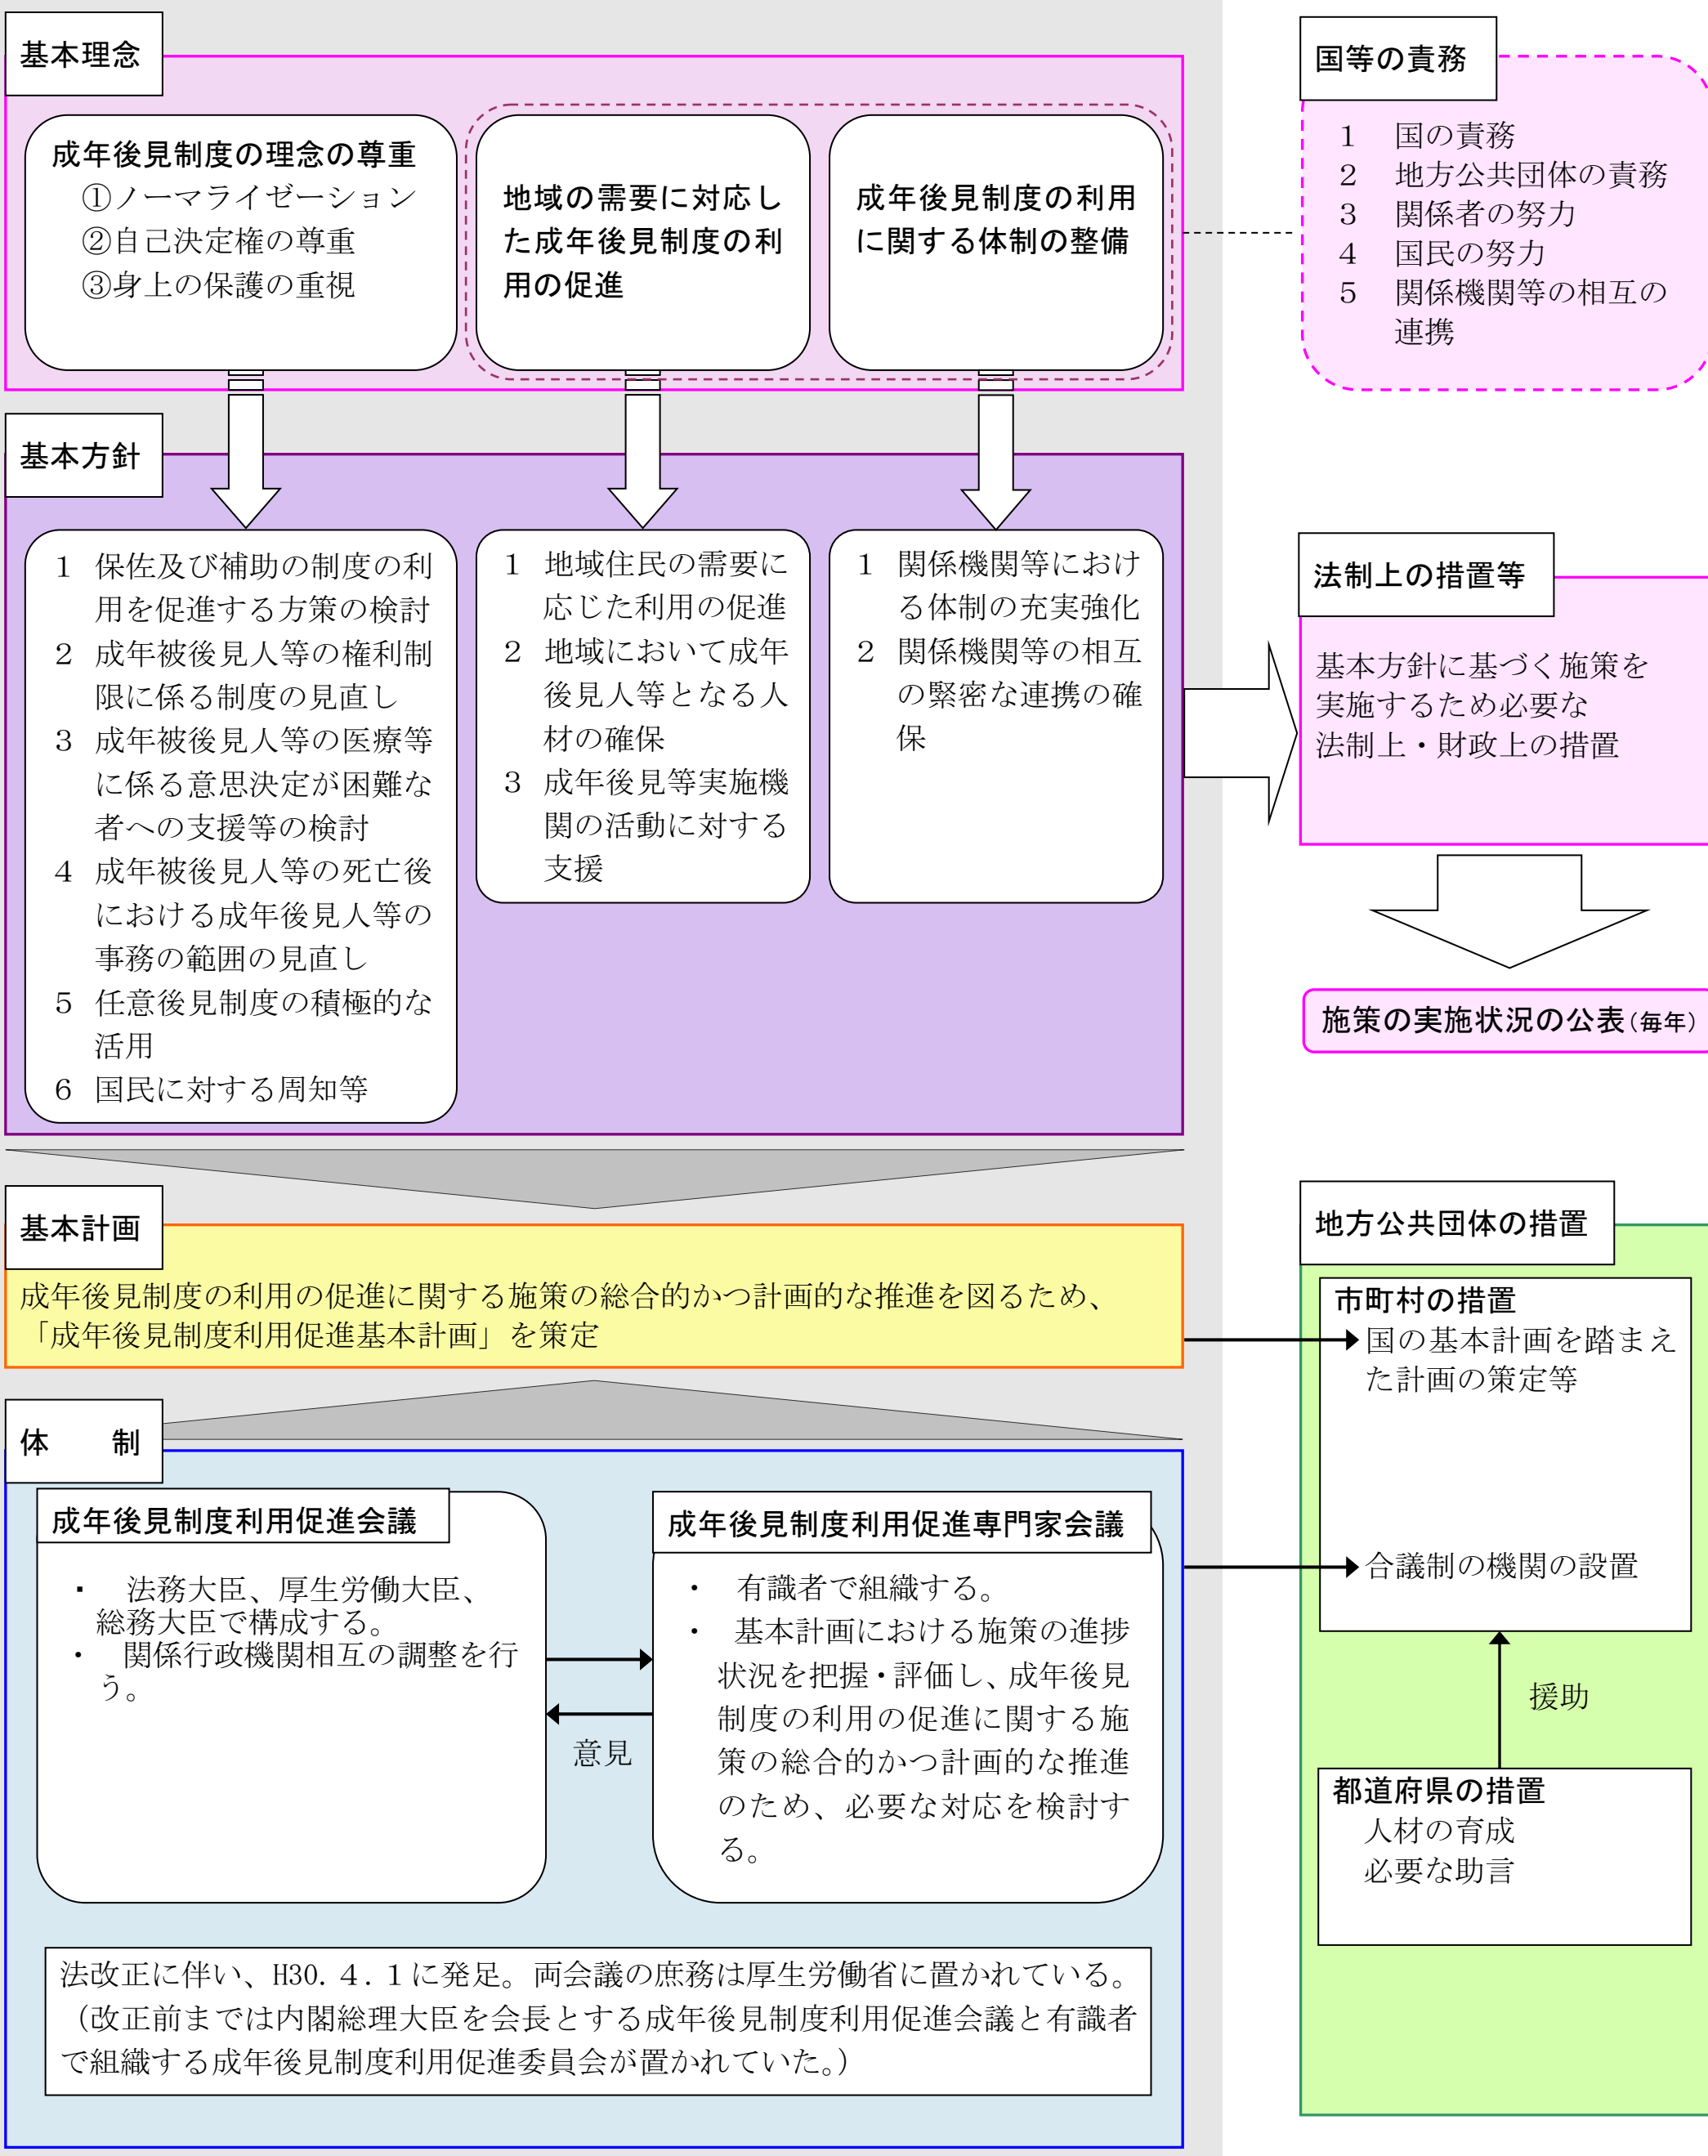 基本理念
成年後見制度の理念の尊重
①ノーマライゼーション
②自己決定権の尊重
③身上の保護の重視
地域の需要に対応し
た成年後見制度の利
用の促進
成年後見制度の利用
に関する体制の整備
国等の責務
１　国の責務
２　地方公共団体の責務
３　関係者の努力
４　国民の努力
５　関係機関等の相互の
連携
基本方針
１　保佐及び補助の制度の利
用を促進する方策の検討
２　成年被後見人等の権利制
限に係る制度の見直し
３　成年被後見人等の医療等
に係る意思決定が困難な
者への支援等の検討
４　成年被後見人等の死亡後
における成年後見人等の
事務の範囲の見直し
５　任意後見制度の積極的な
活用
６　国民に対する周知等
１　地域住民の需要に
応じた利用の促進
２　地域において成年
後見人等となる人
材の確保
３　成年後見等実施機
関の活動に対する
支援
１　関係機関等におけ
る体制の充実強化
２　関係機関等の相互
の緊密な連携の確
保
法制上の措置等
基本方針に基づく施策を
実施するため必要な
法制上・財政上の措置
施策の実施状況の公表（毎年）
基本計画
成年後見制度の利用の促進に関する施策の総合的かつ計画的な推進を図るため、
「成年後見制度利用促進基本計画」を策定
体　　制
成年後見制度利用促進会議
・　法務大臣、厚生労働大臣、
総務大臣で構成する。
・　関係行政機関相互の調整を行
う。
意見
成年後見制度利用促進専門家会議
・　有識者で組織する。
・　基本計画における施策の進捗
状況を把握・評価し、成年後見
制度の利用の促進に関する施
策の総合的かつ計画的な推進
のため、必要な対応を検討す
る。
法改正に伴い、H30．４．１に発足。両会議の庶務は厚生労働省に置かれている。
（改正前までは内閣総理大臣を会長とする成年後見制度利用促進会議と有識者
で組織する成年後見制度利用促進委員会が置かれていた。）
地方公共団体の措置
市町村の措置
国の基本計画を踏まえ
た計画の策定等
合議制の機関の設置
援助
都道府県の措置
人材の育成
必要な助言